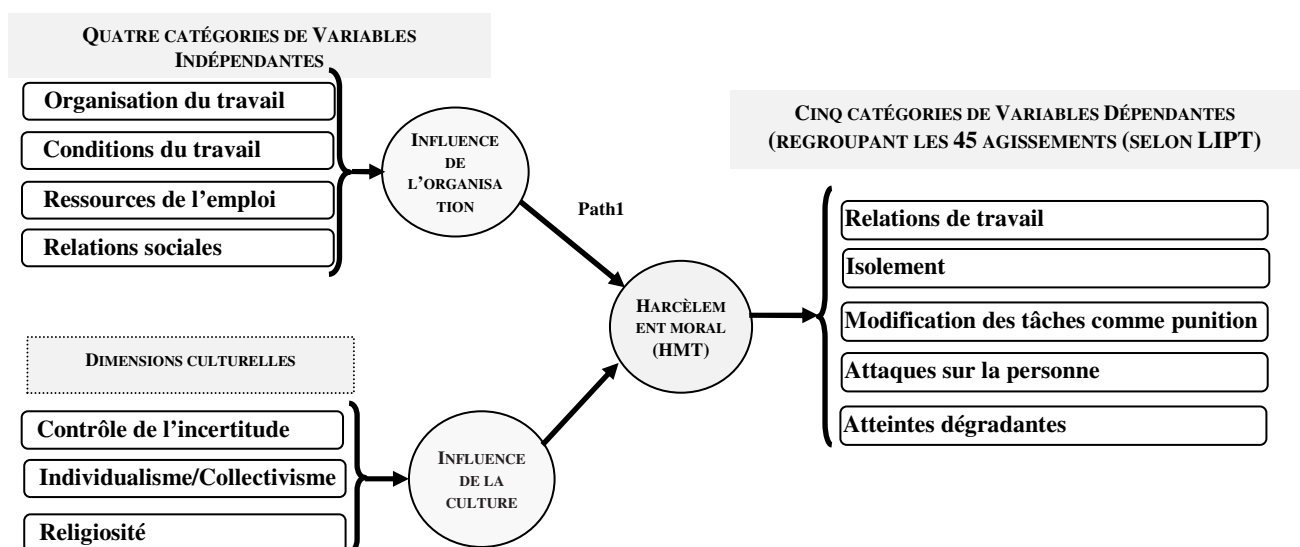 QUATRE CATÉGORIES DE VARIABLES
INDÉPENDANTES
Organisation du travail
Conditions du travail
Ressources de l’emploi
Relations sociales
INFLUENCE
DE
L’ORGANISA
TION
Path1
DIMENSIONS CULTURELLES
Contrôle de l’incertitude
Individualisme/Collectivisme
Religiosité
INFLUENCE
DE LA
CULTURE
HARCÈLEM
ENT MORAL
(HMT)
CINQ CATÉGORIES DE VARIABLES DÉPENDANTES
(REGROUPANT LES 45 AGISSEMENTS (SELON LIPT)
Relations de travail
Isolement
Modification des tâches comme punition
Attaques sur la personne
Atteintes dégradantes